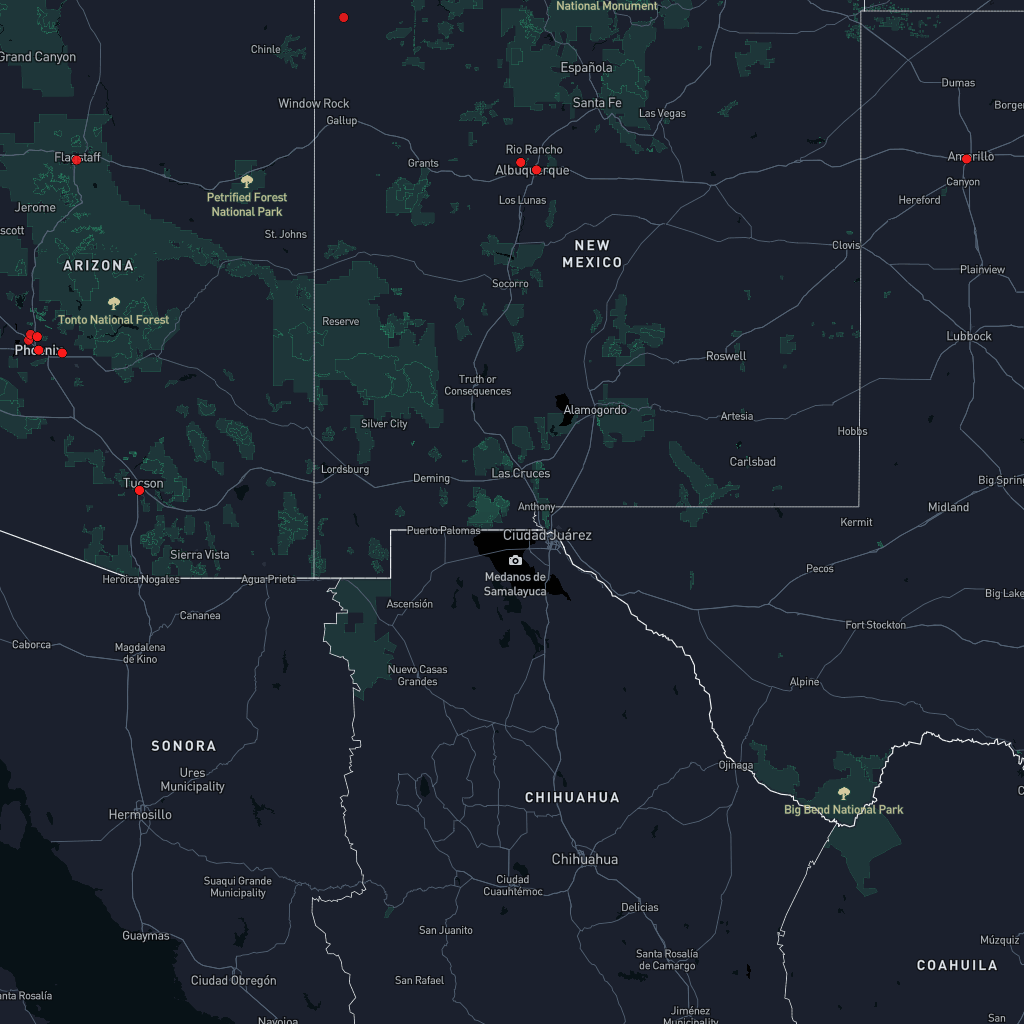 National Monument
Grand Canyon
Chinle
Española
Dumas
Window Rock
Santa Fe
Borger
Gallup
Las Vegas
Flagstaff
Rio Rancho
Grants
Albuquerque
Amarillo
Canyon
Petrified Forest
National Park
Jerome
Los Lunas
Hereford
scott
St. Johns
NEW
MEXICO
Clovis
ARIZONA
Plainview
Socorro
Tonto National Forest
Reserve
Lubbock
Phoenix
Roswell
Truth or
Consequences
Alamogordo
Artesia
Silver City
Hobbs
Carlsbad
Lordsburg
Las Cruces
Deming
Tucson
Big Spring
Anthony
Midland
Kermit
Puerto Palomas
Ciudad Juárez
Sierra Vista
Pecos
Heroica Nogales
Agua Prieta
Medanos de
Samalayuca
Big Lake
Ascensión
Cananea
Fort Stockton
Caborca
Magdalena
de Kino
Nuevo Casas
Grandes
Alpine
SONORA
Ojinaga
Ures
Municipality
CHIHUAHUA
Big Bend National Park
Hermosillo
Chihuahua
Suaqui Grande
Municipality
Ciudad
Cuauhtémoc
Delicias
San Juanito
Guaymas
Múzquiz
Santa Rosalía
de Camargo
COAHUILA
Ciudad Obregón
San Rafael
anta Rosalía
Jiménez
Municipality
Navojoa
San